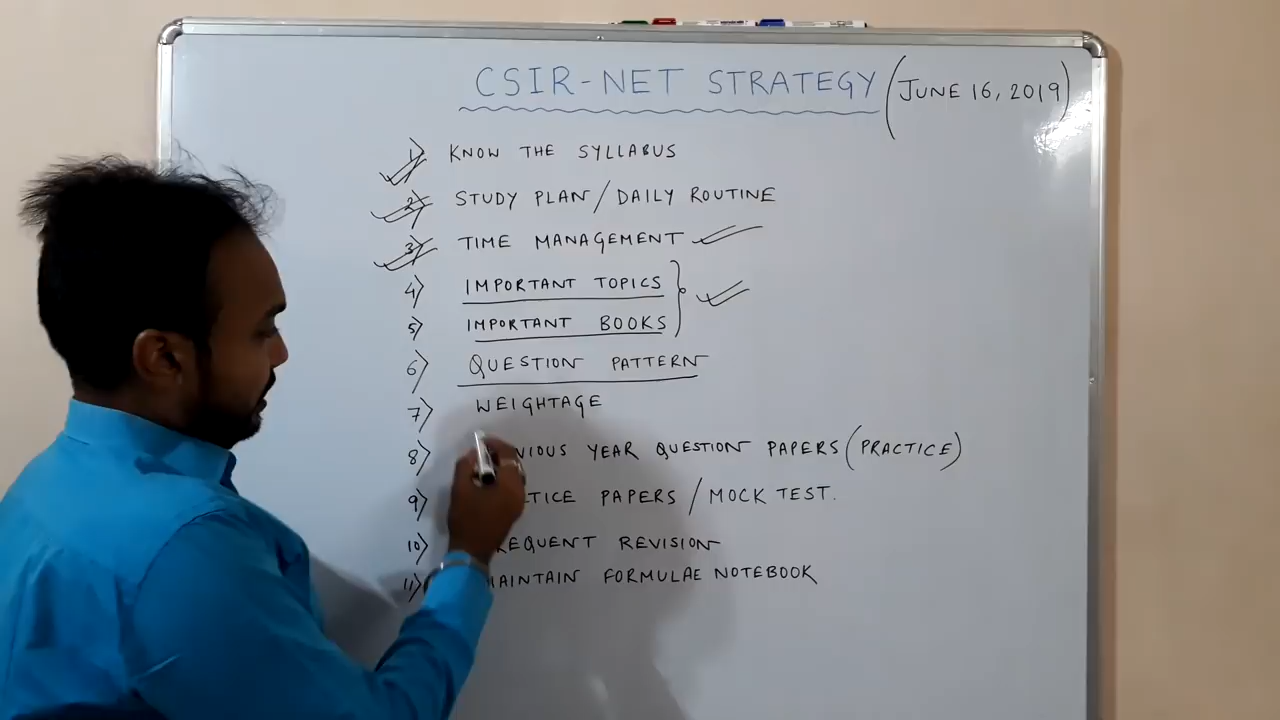 CSIR-NET STRATEGY (JUNE 16, 2019)
1> KNOW THE SYLLABUS
2> STUDY PLAN/DAILY ROUTINE
3> TIME MANAGEMENT
4> IMPORTANT TOPICS
5> IMPORTANT BOOKS
6> QUESTION PATTERN
7> WEIGHTAGE
8> YEAR QUESTION PAPERS (PRACTICE)
9> PAPERS / MOCK TEST.
10> FREQUENT REVISION
11> MAINTAIN FORMULAE NOTEBOOK